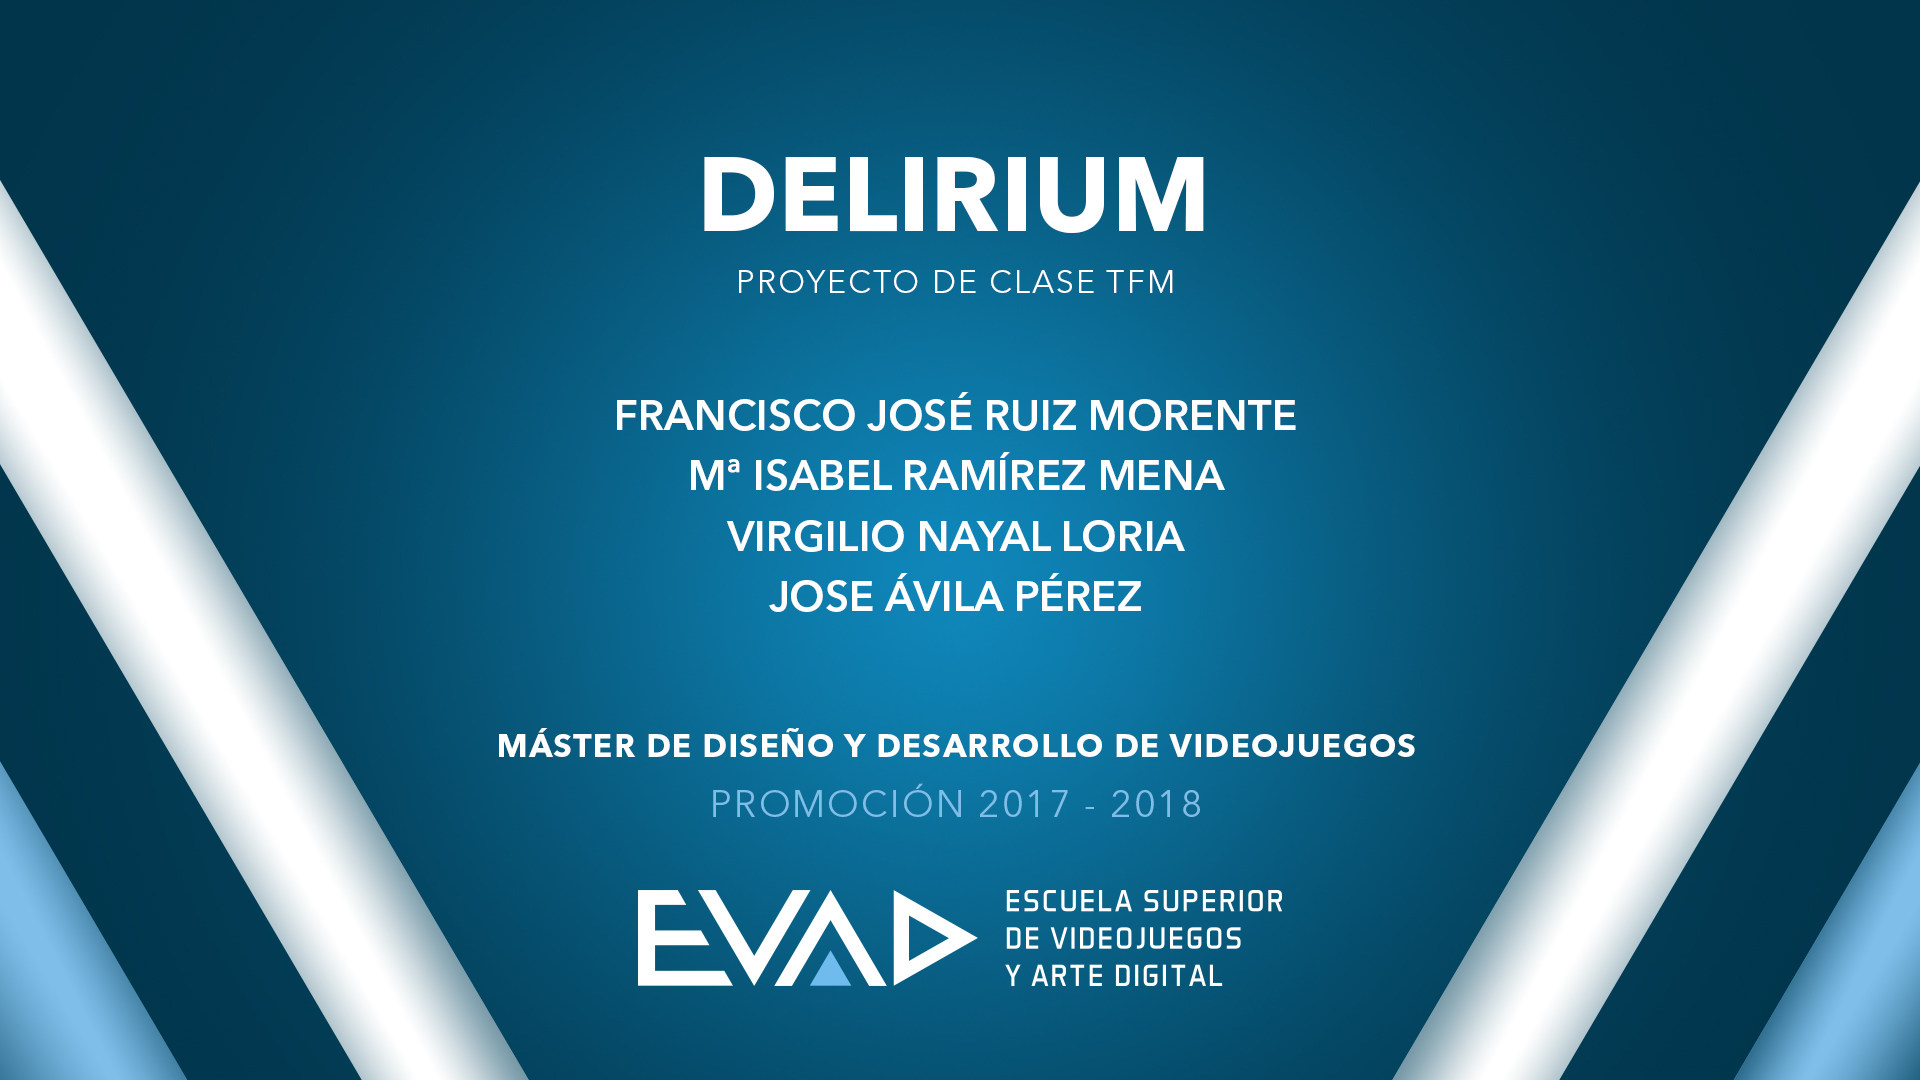 DELIRIUM
PROYECTO DE CLASE TFM
FRANCISCO JOSÉ RUIZ MORENTE
Mª ISABEL RAMÍREZ MENA
VIRGILIO NAYAL LORIA
JOSE ÁVILA PÉREZ
MÁSTER DE DISEÑO Y DESARROLLO DE VIDEOJUEGOS
PROMOCIÓN 2017 - 2018
EVAD
ESCUELA SUPERIOR
DE VIDEOJUEGOS
Y ARTE DIGITAL